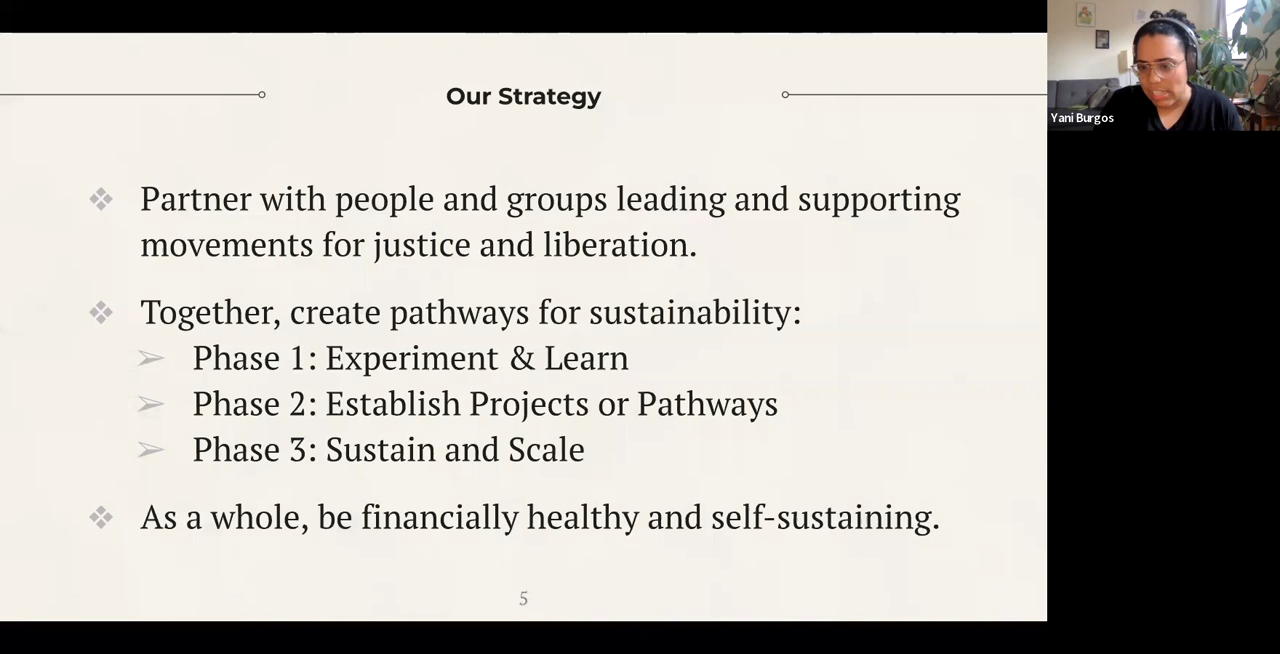 Our Strategy
Partner with people and groups leading and supporting
movements for justice and liberation.
Together, create pathways for sustainability:
Phase 1: Experiment & Learn
Phase 2: Establish Projects or Pathways
Phase 3: Sustain and Scale
As a whole, be financially healthy and self-sustaining.
5
Yani Burgos